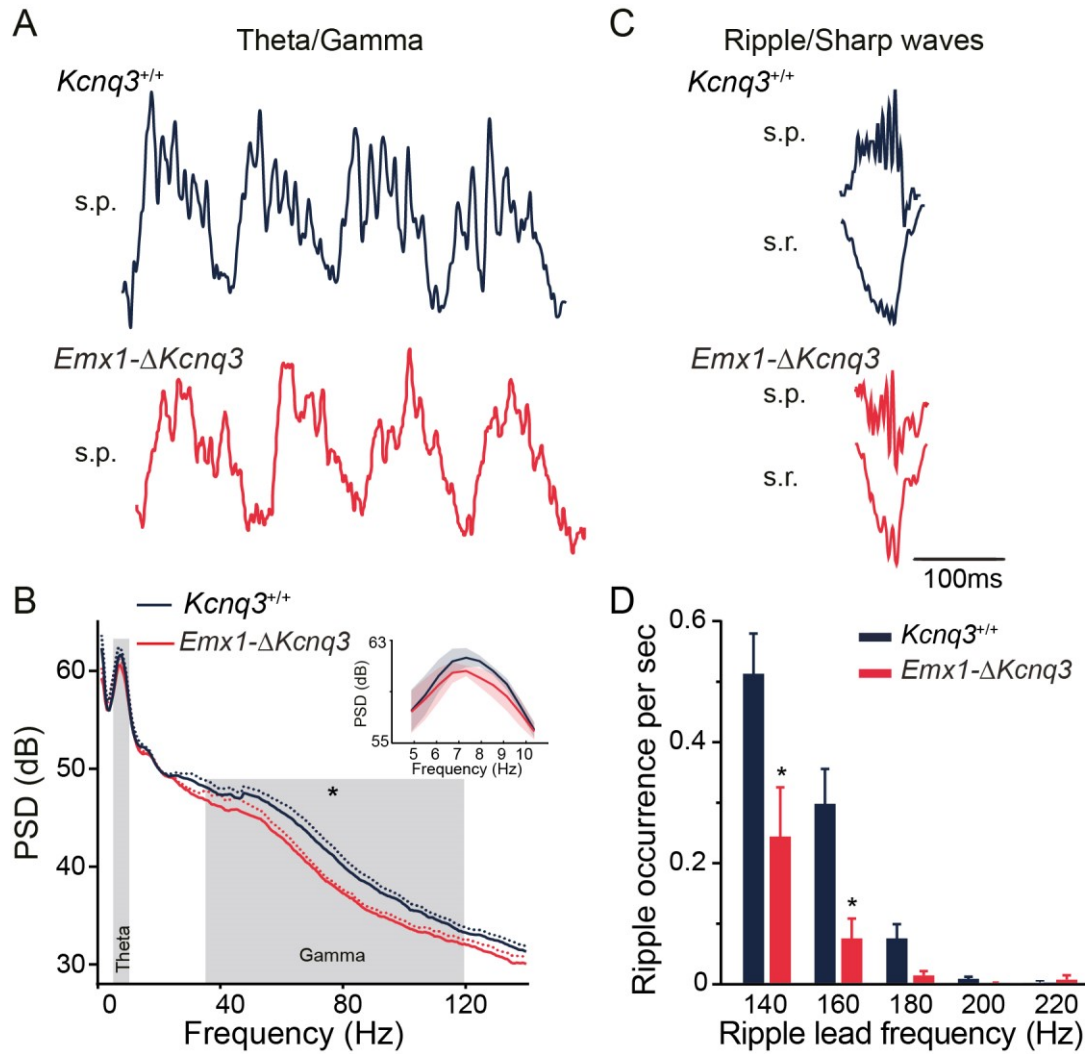 A
Theta/Gamma
Kcnq3+/+
s.p.
Emx1-ΔKcnq3
s.p.
C
Ripple/Sharp waves
Kcnq3+/+
s.p.
s.r.
Emx1-ΔKcnq3
s.p.
s.r.
100ms
B
Kcnq3+/+
Emx1-ΔKcnq3
PSD (dB)
60
50
40
30
0 40 80 120
Frequency (Hz)
Theta
Gamma
*
PSD (dB)
63
55
5 6 7 8 9 10
Frequency (Hz)
D
Kcnq3+/+
Emx1-ΔKcnq3
Ripple occurrence per sec
0.6
0.4
0.2
0
*
*
140 160 180 200 220
Ripple lead frequency (Hz)